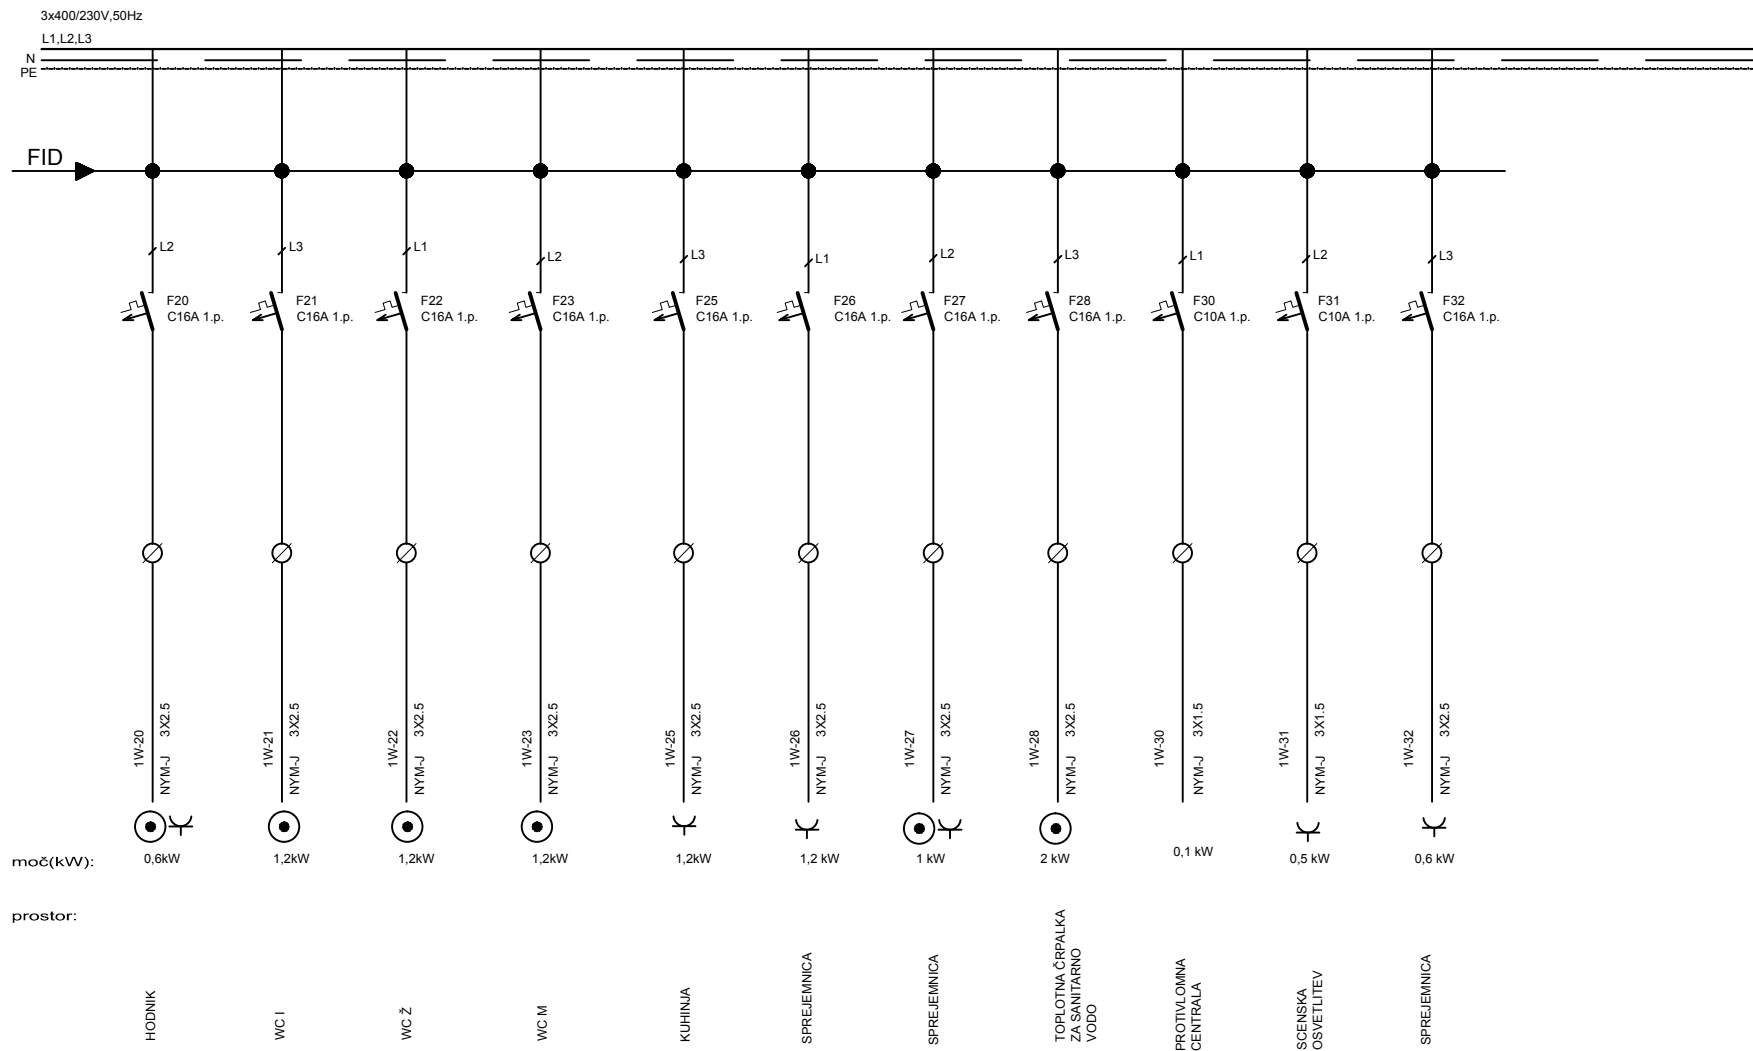 3x400/230V,50Hz
L1,L2,L3
N
PE
FID
L2
L3
L1
L2
L3
L1
L2
L3
L1
L2
L3
F20
C16A 1.p.
F21
C16A 1.p.
F22
C16A 1.p.
F23
C16A 1.p.
F25
C16A 1.p.
F26
C16A 1.p.
F27
C16A 1.p.
F28
C16A 1.p.
F30
C10A 1.p.
F31
C10A 1.p.
F32
C16A 1.p.
1W-20
NYM-J 3X2.5
1W-21
NYM-J 3X2.5
1W-22
NYM-J 3X2.5
1W-23
NYM-J 3X2.5
1W-25
NYM-J 3X2.5
1W-26
NYM-J 3X2.5
1W-27
NYM-J 3X2.5
1W-28
NYM-J 3X2.5
1W-30
NYM-J 3X1.5
1W-31
NYM-J 3X1.5
1W-32
NYM-J 3X2.5
moč(kW):
0,6kW
1,2kW
1,2kW
1,2kW
1,2kW
1,2 kW
1 kW
2 kW
0,1 kW
0,5 kW
0,6 kW
prostor:
HODNIK
WC I
WC Ž
WC M
KUHINJA
SPREJEMNICA
SPREJEMNICA
TOPLOTNA ČRPALKA
ZA SANITARNO
VODO
PROTIVLOMNA
CENTRALA
SCENSKA
OSVETLITEV
SPREJEMNICA